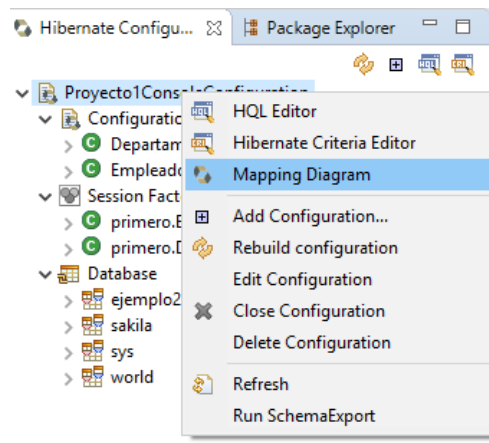 Hibernate Configu... Package Explorer
Proyecto1ConsoleConfiguration
Configuratio
HQL Editor
Departam
Hibernate Criteria Editor
Empleado
Mapping Diagram
Session Fact
primero.E
Add Configuration...
primero.D
Rebuild configuration
Database
Edit Configuration
ejemplo2
Close Configuration
sakila
Delete Configuration
sys
world
Refresh
Run SchemaExport